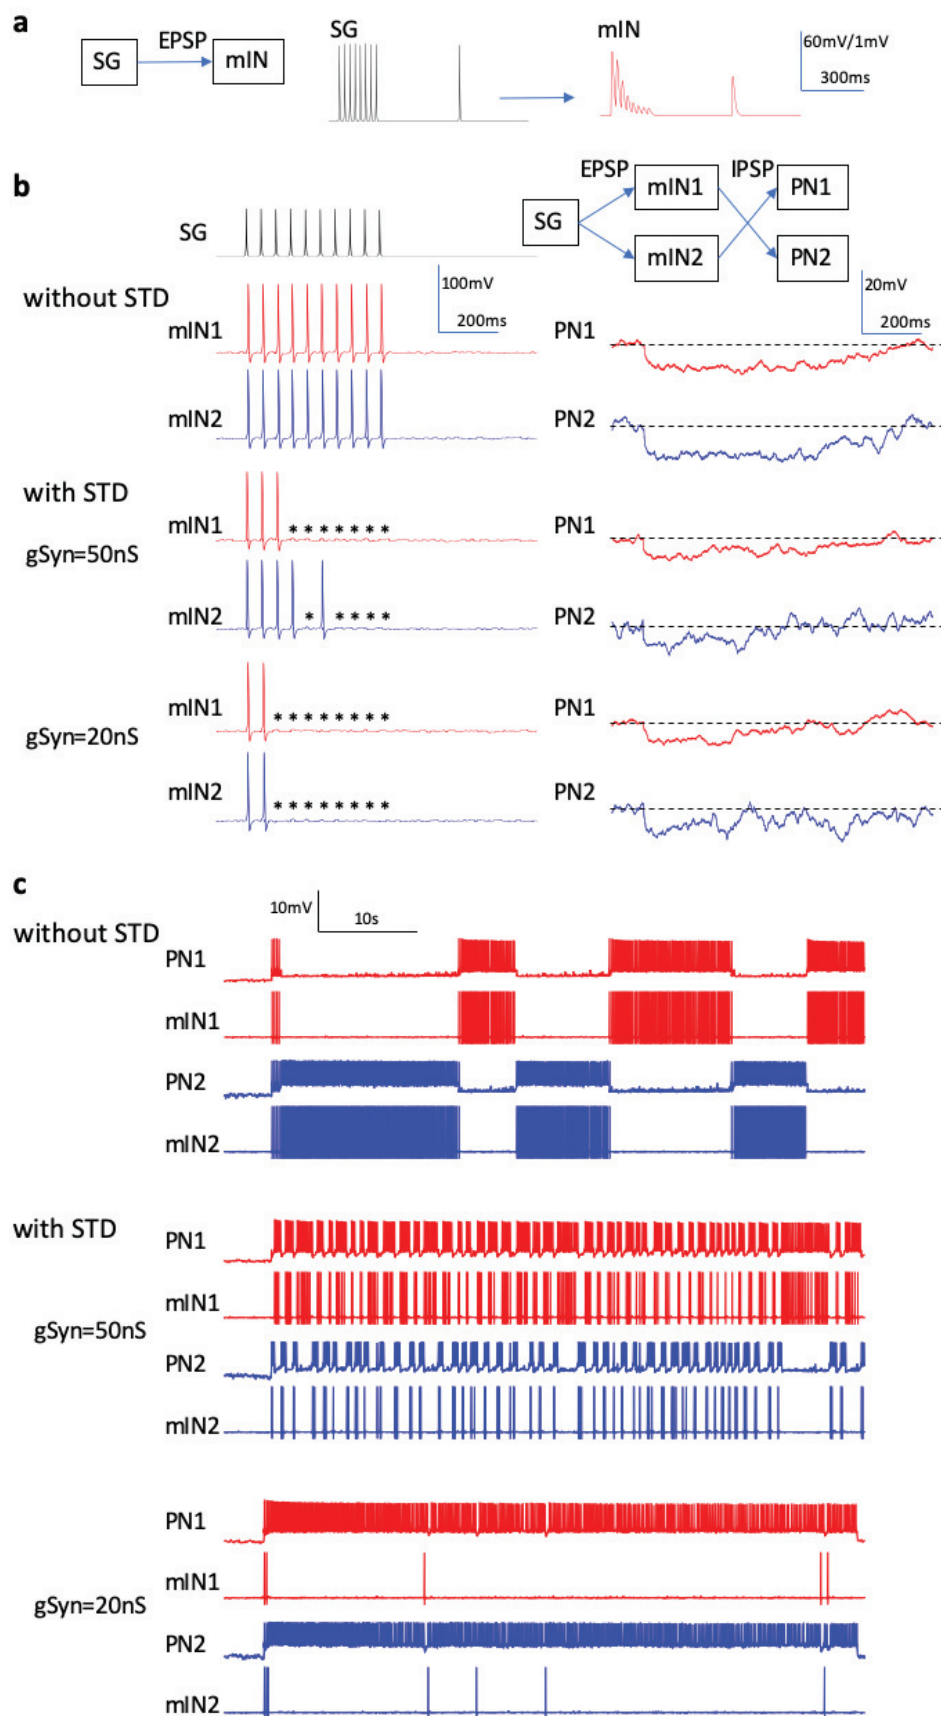 a
SG
EPSP
mIN
SG
mIN
60mV/1mV
300ms
b
SG
EPSP
mIN1
IPSP
PN1
SG
mIN2
PN2
without STD
100mV
200ms
20mV
200ms
mIN1
PN1
mIN2
PN2
with STD
gSyn=50nS
mIN1
*******
PN1
mIN2
* ****
PN2
gSyn=20nS
mIN1
********
PN1
mIN2
********
PN2
c
10mV
10s
without STD
PN1
mIN1
PN2
mIN2
with STD
PN1
mIN1
gSyn=50nS
PN2
mIN2
PN1
mIN1
gSyn=20nS
PN2
mIN2